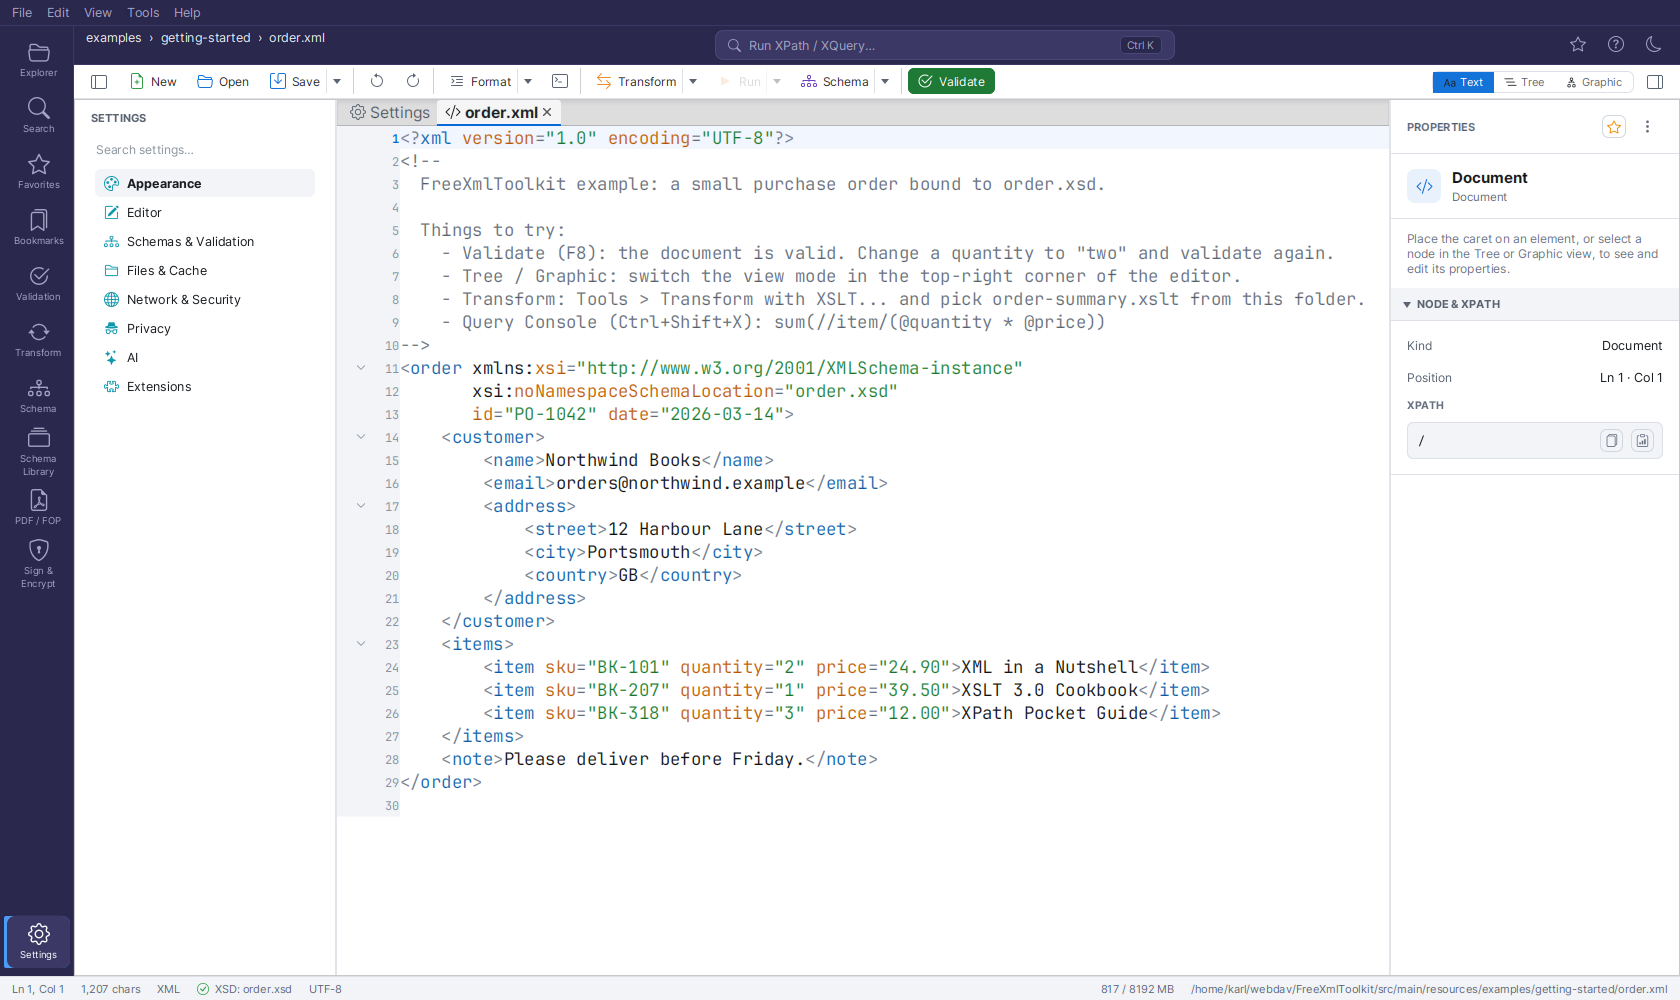 File Edit View Tools Help
examples › getting-started › order.xml
Run XPath / XQuery... Ctrl K
New Open Save Format Transform Run Schema Validate
Aa Text Tree Graphic
Explorer
Search
Favorites
Bookmarks
Validation
Transform
Schema
Schema
Library
PDF / FOP
Sign &
Encrypt
Settings
SETTINGS
Search settings...
Appearance
Editor
Schemas & Validation
Files & Cache
Network & Security
Privacy
AI
Extensions
Settings </> order.xml ×
1<?xml version="1.0" encoding="UTF-8"?>
2<!--
3  FreeXmlToolkit example: a small purchase order bound to order.xsd.
4
5  Things to try:
6    - Validate (F8): the document is valid. Change a quantity to "two" and validate again.
7    - Tree / Graphic: switch the view mode in the top-right corner of the editor.
8    - Transform: Tools > Transform with XSLT... and pick order-summary.xslt from this folder.
9    - Query Console (Ctrl+Shift+X): sum(//item/(@quantity * @price))
10-->
11<order xmlns:xsi="http://www.w3.org/2001/XMLSchema-instance"
12       xsi:noNamespaceSchemaLocation="order.xsd"
13       id="PO-1042" date="2026-03-14">
14    <customer>
15        <name>Northwind Books</name>
16        <email>orders@northwind.example</email>
17        <address>
18            <street>12 Harbour Lane</street>
19            <city>Portsmouth</city>
20            <country>GB</country>
21        </address>
22    </customer>
23    <items>
24        <item sku="BK-101" quantity="2" price="24.90">XML in a Nutshell</item>
25        <item sku="BK-207" quantity="1" price="39.50">XSLT 3.0 Cookbook</item>
26        <item sku="BK-318" quantity="3" price="12.00">XPath Pocket Guide</item>
27    </items>
28    <note>Please deliver before Friday.</note>
29</order>
30
PROPERTIES
</> Document
Document
Place the caret on an element, or select a
node in the Tree or Graphic view, to see and
edit its properties.
NODE & XPATH
Kind Document
Position Ln 1 · Col 1
XPATH
/
Ln 1, Col 1 1,207 chars XML XSD: order.xsd UTF-8 817 / 8192 MB /home/karl/webdav/FreeXmlToolkit/src/main/resources/examples/getting-started/order.xml